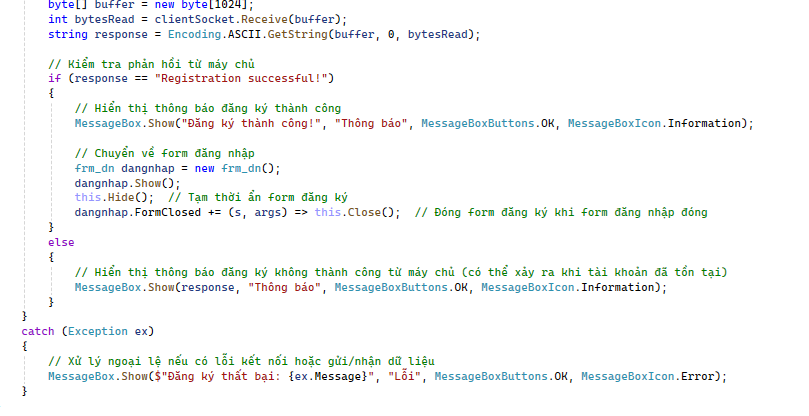 byte[] buffer = new byte[1024];
int bytesRead = clientSocket.Receive(buffer);
string response = Encoding.ASCII.GetString(buffer, 0, bytesRead);
// Kiểm tra phản hồi từ máy chủ
if (response == "Registration successful!")
{
// Hiển thị thông báo đăng ký thành công
MessageBox.Show("Đăng ký thành công!", "Thông báo", MessageBoxButtons.OK, MessageBoxIcon.Information);
// Chuyển về form đăng nhập
frm_dn dangnhap = new frm_dn();
dangnhap.Show();
this.Hide();  // Tạm thời ẩn form đăng ký
dangnhap.FormClosed += (s, args) => this.Close();  // Đóng form đăng ký khi form đăng nhập đóng
}
else
{
// Hiển thị thông báo đăng ký không thành công từ máy chủ (có thể xảy ra khi tài khoản đã tồn tại)
MessageBox.Show(response, "Thông báo", MessageBoxButtons.OK, MessageBoxIcon.Information);
}
}
catch (Exception ex)
{
// Xử lý ngoại lệ nếu có lỗi kết nối hoặc gửi/nhận dữ liệu
MessageBox.Show($"Đăng ký thất bại: {ex.Message}", "Lỗi", MessageBoxButtons.OK, MessageBoxIcon.Error);
}